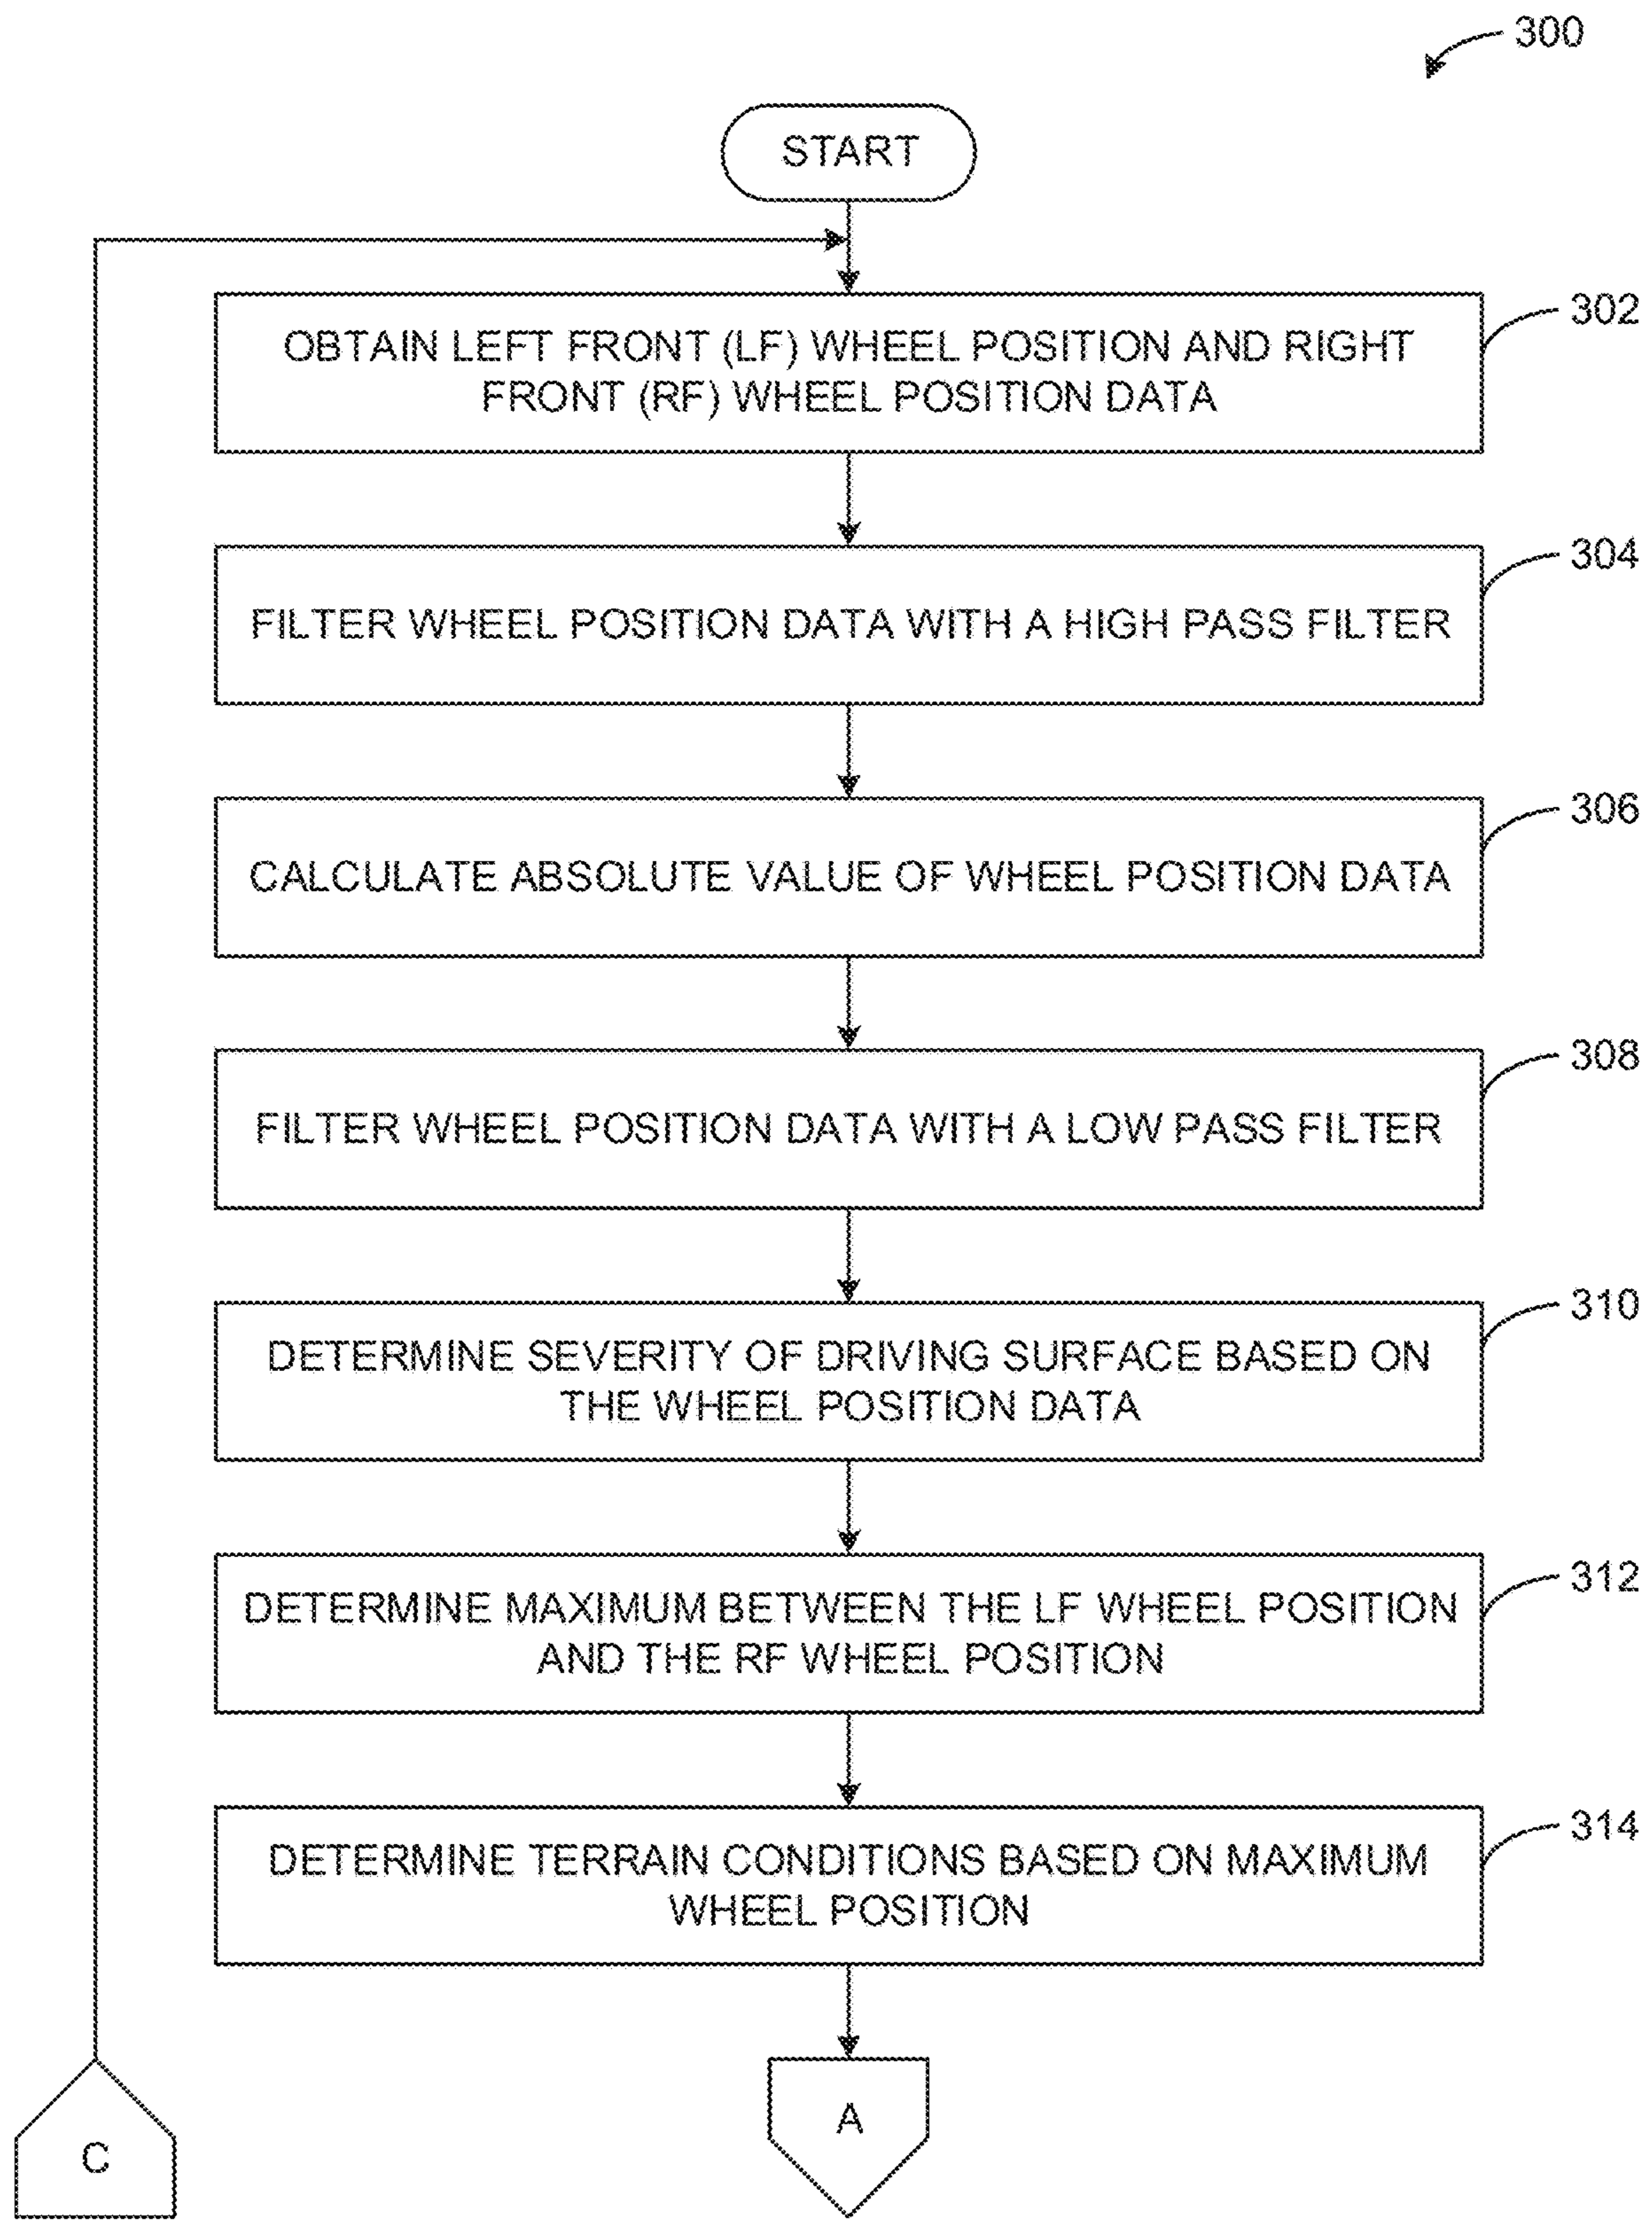 300
START
302
OBTAIN LEFT FRONT (LF) WHEEL POSITION AND RIGHT
FRONT (RF) WHEEL POSITION DATA
304
FILTER WHEEL POSITION DATA WITH A HIGH PASS FILTER
306
CALCULATE ABSOLUTE VALUE OF WHEEL POSITION DATA
308
FILTER WHEEL POSITION DATA WITH A LOW PASS FILTER
310
DETERMINE SEVERITY OF DRIVING SURFACE BASED ON
THE WHEEL POSITION DATA
312
DETERMINE MAXIMUM BETWEEN THE LF WHEEL POSITION
AND THE RF WHEEL POSITION
314
DETERMINE TERRAIN CONDITIONS BASED ON MAXIMUM
WHEEL POSITION
C
A